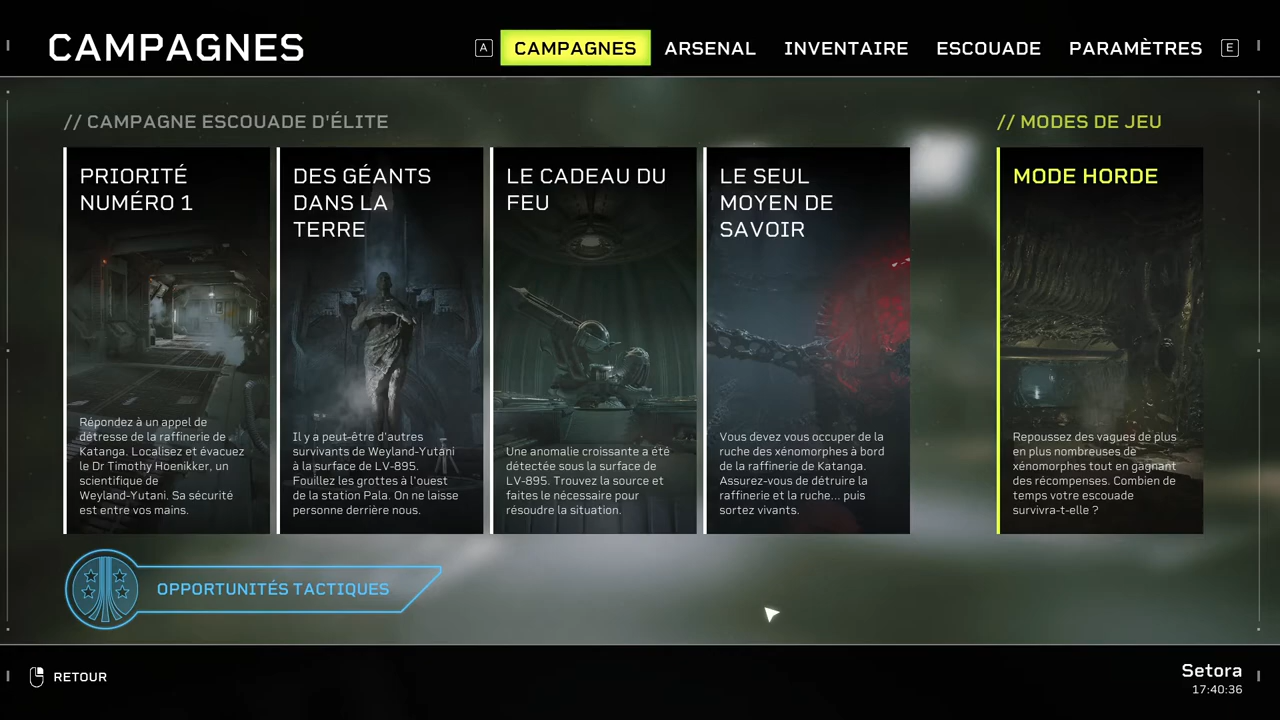 CAMPAGNES
A
CAMPAGNES
ARSENAL
INVENTAIRE
ESCOUADE
PARAMÈTRES
E
// CAMPAGNE ESCOUADE D'ÉLITE
// MODES DE JEU
PRIORITÉ
NUMÉRO 1
Répondez à un appel de
détresse de la raffinerie de
Katanga. Localisez et évacuez
le Dr Timothy Hoenikker, un
scientifique de
Weyland-Yutani. Sa sécurité
est entre vos mains.
DES GÉANTS
DANS LA
TERRE
Il y a peut-être d'autres
survivants de Weyland-Yutani
à la surface de LV-895.
Fouillez les grottes à l'ouest
de la station Pala. On ne laisse
personne derrière nous.
LE CADEAU DU
FEU
Une anomalie croissante a été
détectée sous la surface de
LV-895. Trouvez la source et
faites le nécessaire pour
résoudre la situation.
LE SEUL
MOYEN DE
SAVOIR
Vous devez vous occuper de la
ruche des xénomorphes à bord
de la raffinerie de Katanga.
Assurez-vous de détruire la
raffinerie et la ruche... puis
sortez vivants.
MODE HORDE
Repoussez des vagues de plus
en plus nombreuses de
xénomorphes tout en gagnant
des récompenses. Combien de
temps votre escouade
survivra-t-elle ?
OPPORTUNITÉS TACTIQUES
RETOUR
Setora
17:40:36